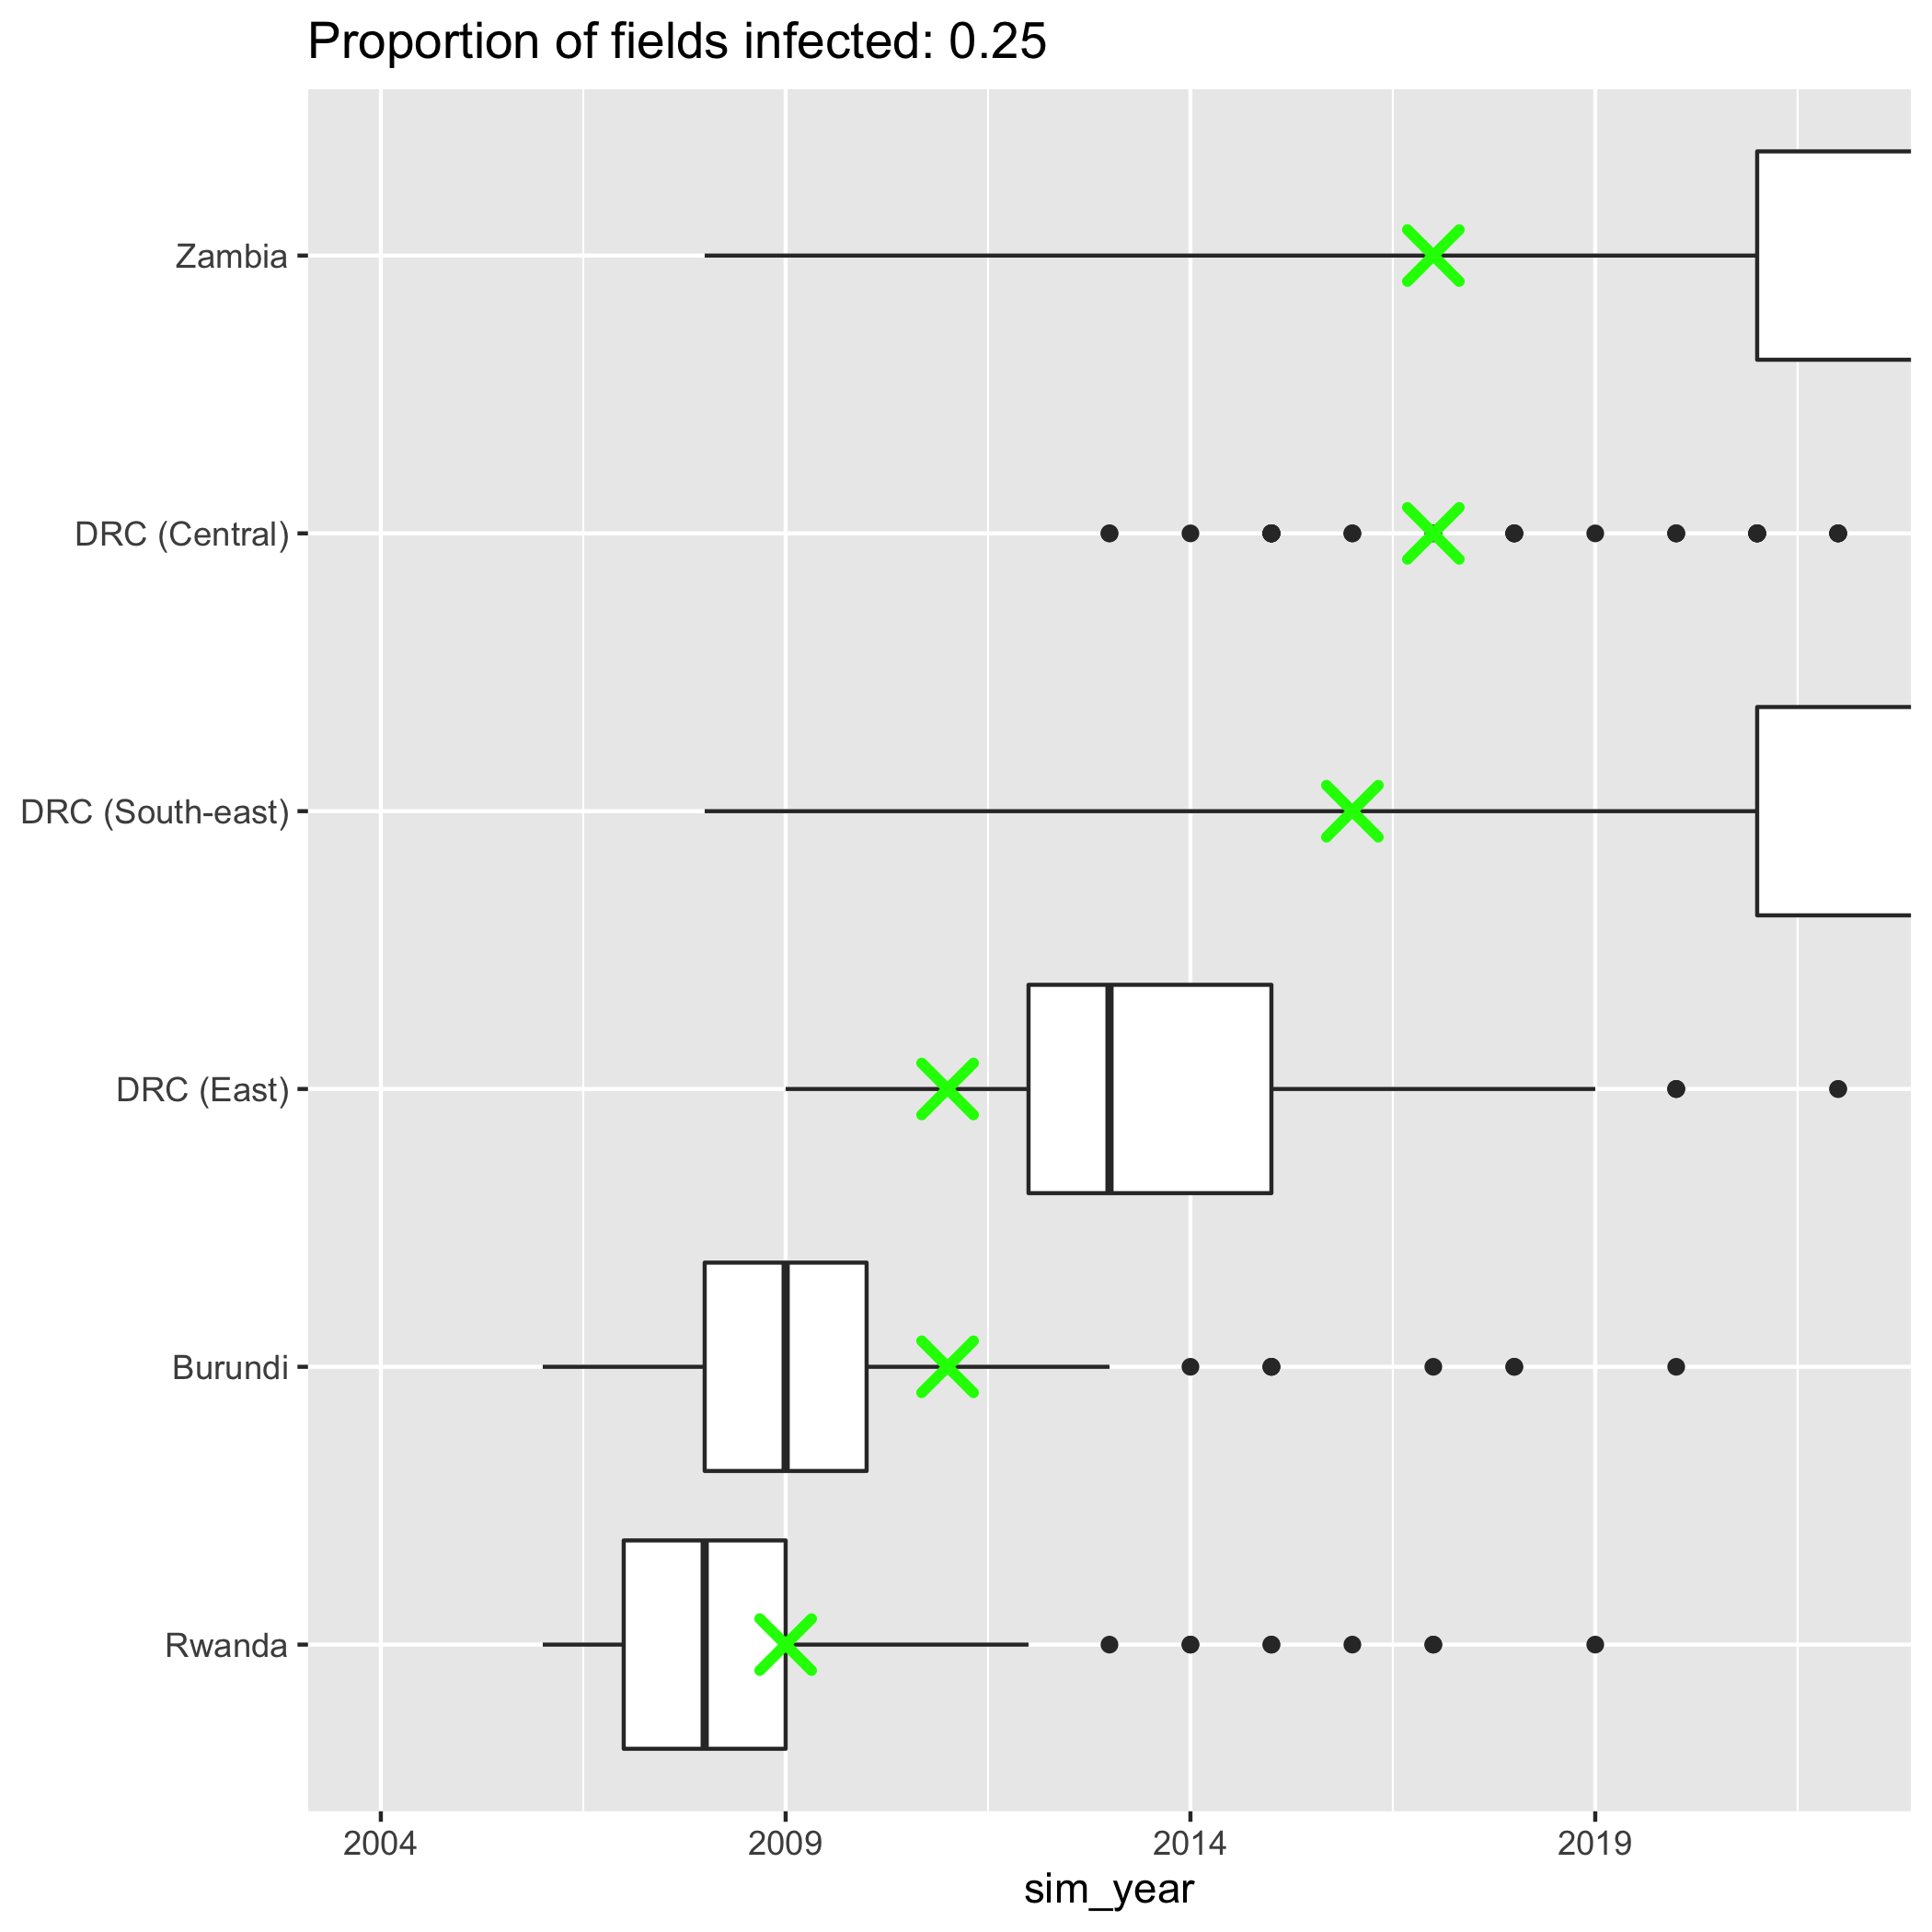 Proportion of fields infected: 0.25
Zambia
DRC (Central)
DRC (South-east)
DRC (East)
Burundi
Rwanda
2004 2009 2014 2019
sim_year